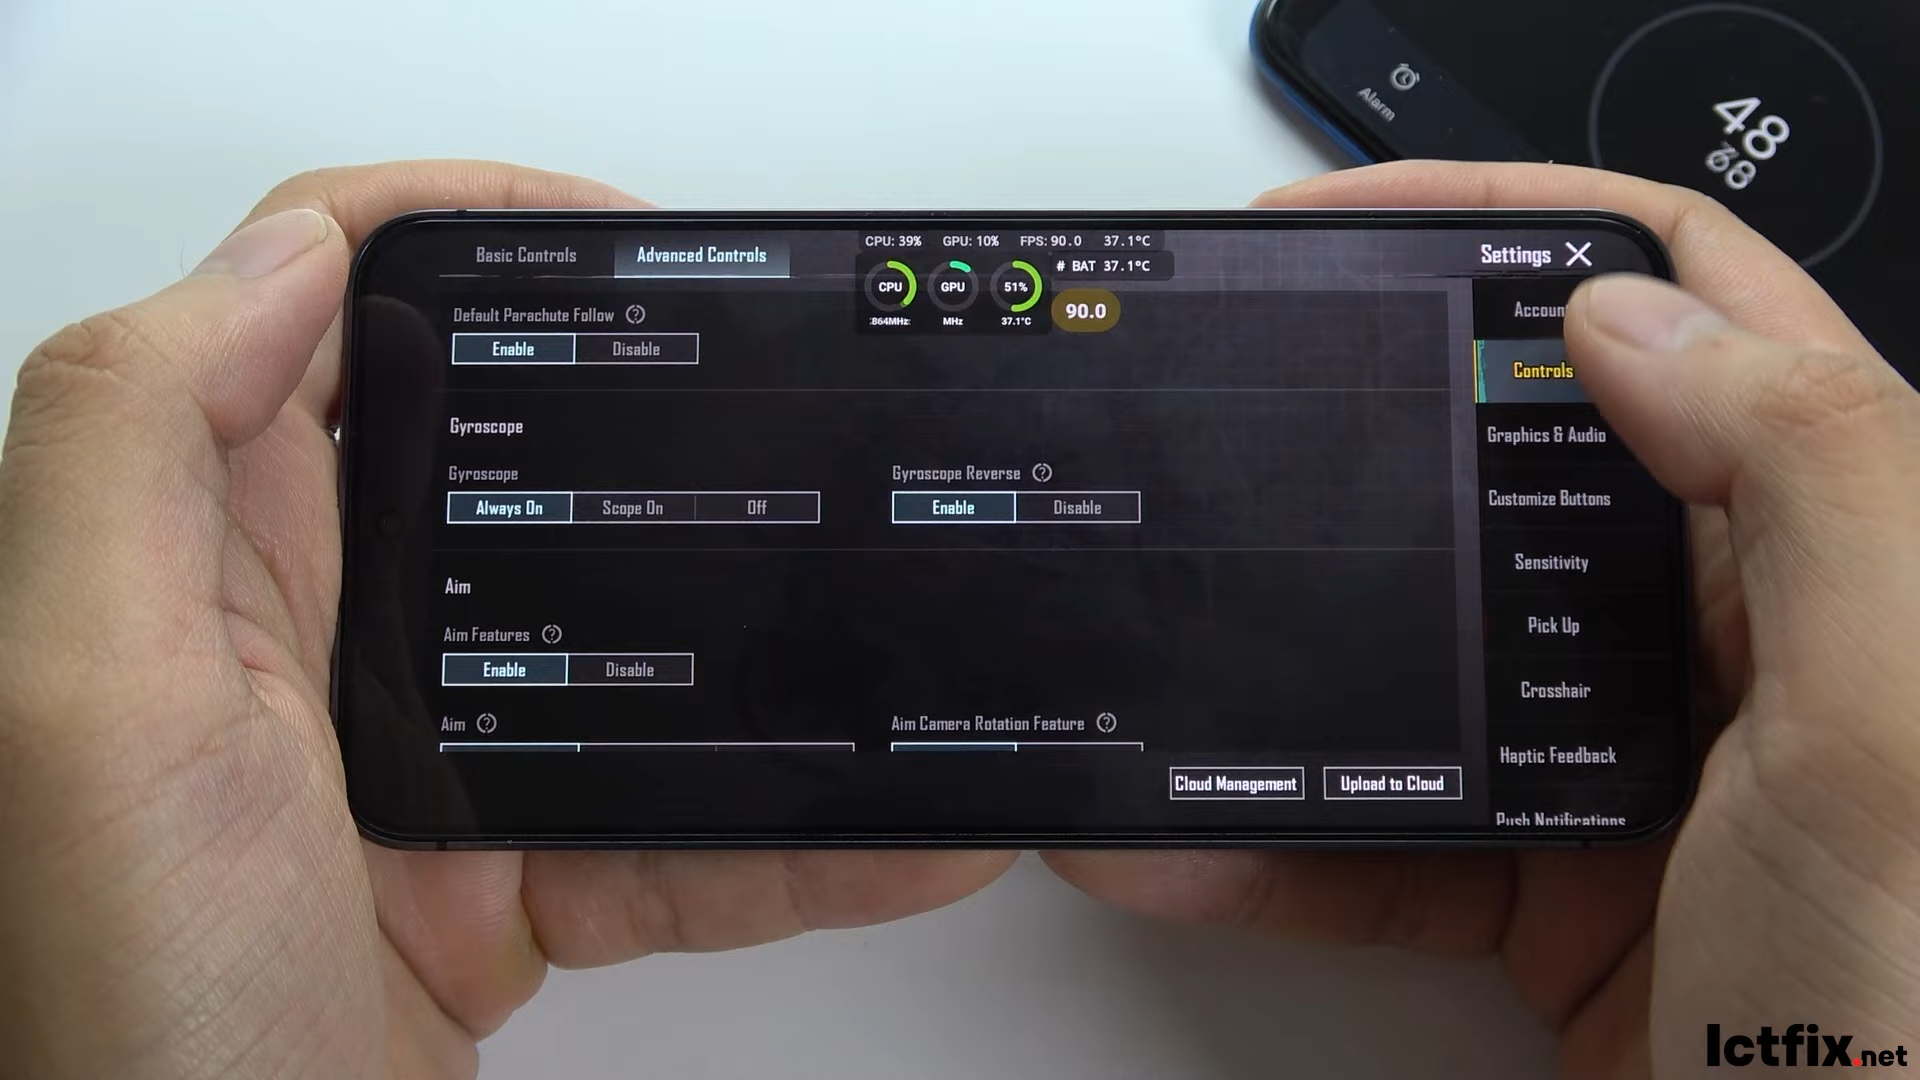 Alarm
48
68
Basic Controls
Advanced Controls
CPU: 39% GPU: 10% FPS: 90.0 37.1°C
# BAT 37.1°C
CPU
GPU
51%
864MHz
MHz
37.1°C
90.0
Settings
Default Parachute Follow
Enable
Disable
Gyroscope
Gyroscope
Always On
Scope On
Off
Gyroscope Reverse
Enable
Disable
Aim
Aim Features
Enable
Disable
Aim
Aim Camera Rotation Feature
Cloud Management
Upload to Cloud
Accoun
Controls
Graphics & Audio
Customize Buttons
Sensitivity
Pick Up
Crosshair
Haptic Feedback
Push Notifications
Ictfix.net